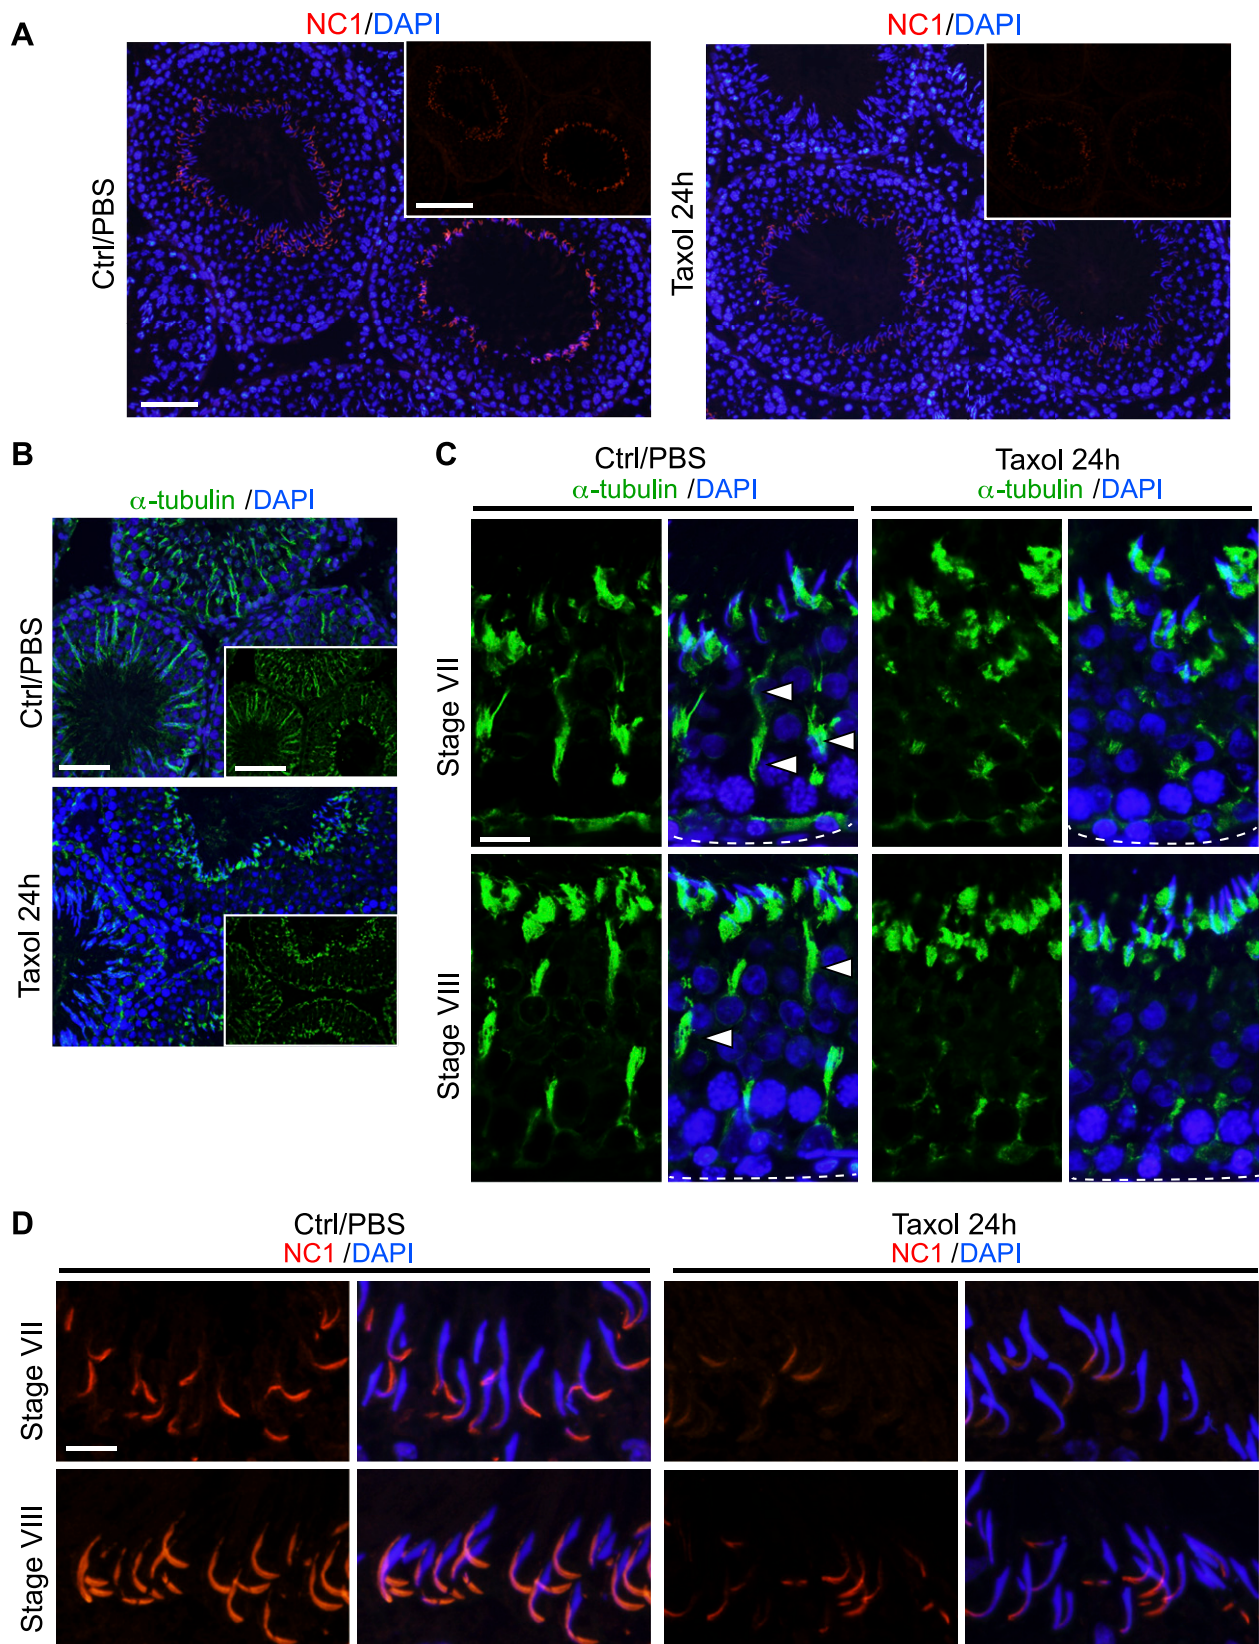 A
NC1/DAPI
NC1/DAPI
Ctrl/PBS
Taxol 24h
B
α-tubulin /DAPI
Ctrl/PBS
Taxol 24h
C
Ctrl/PBS
Taxol 24h
α-tubulin /DAPI
α-tubulin /DAPI
Stage VII
Stage VIII
D
Ctrl/PBS
Taxol 24h
NC1 /DAPI
NC1 /DAPI
Stage VII
Stage VIII